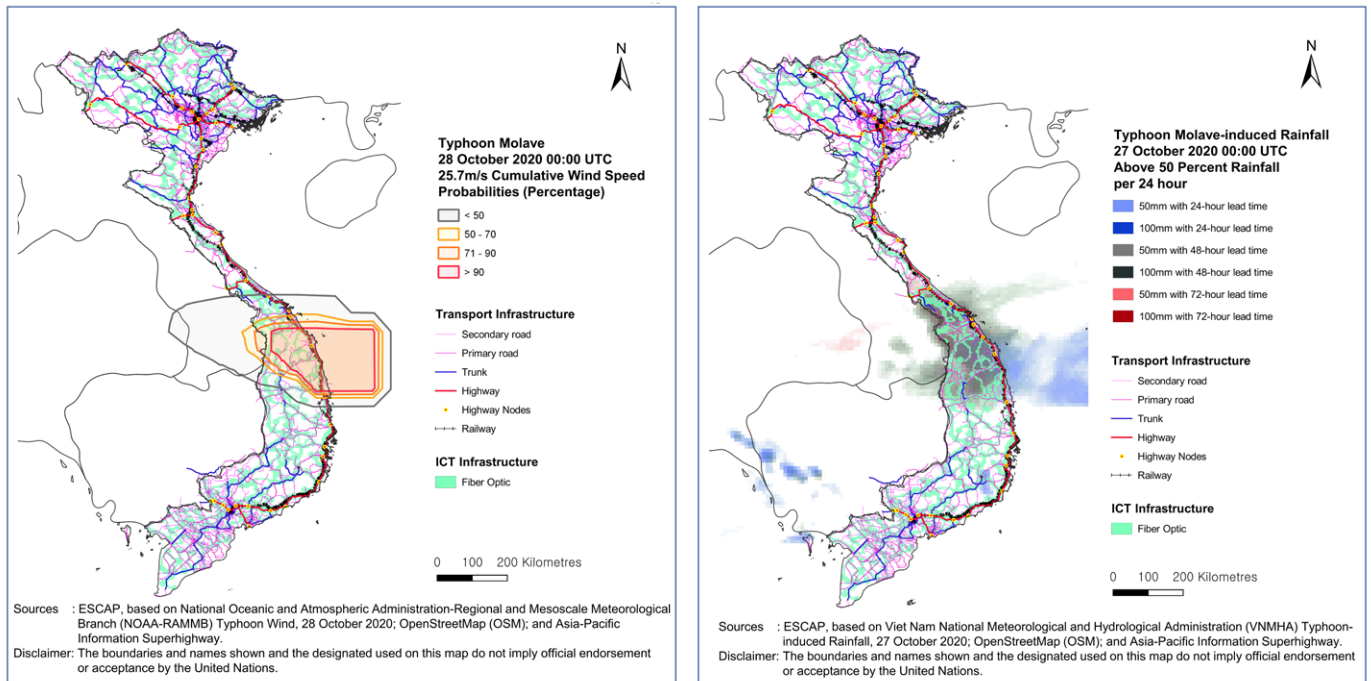 N
Typhoon Molave
28 October 2020 00:00 UTC
25.7m/s Cumulative Wind Speed
Probabilities (Percentage)
< 50
50 - 70
71 - 90
> 90
Transport Infrastructure
Secondary road
Primary road
Trunk
Highway
Highway Nodes
Railway
ICT Infrastructure
Fiber Optic
0 100 200 Kilometres
Sources : ESCAP, based on National Oceanic and Atmospheric Administration-Regional and Mesoscale Meteorological
Branch (NOAA-RAMMB) Typhoon Wind, 28 October 2020; OpenStreetMap (OSM); and Asia-Pacific
Information Superhighway.
Disclaimer: The boundaries and names shown and the designated used on this map do not imply official endorsement
or acceptance by the United Nations.
N
Typhoon Molave-induced Rainfall
27 October 2020 00:00 UTC
Above 50 Percent Rainfall
per 24 hour
50mm with 24-hour lead time
100mm with 24-hour lead time
50mm with 48-hour lead time
100mm with 48-hour lead time
50mm with 72-hour lead time
100mm with 72-hour lead time
Transport Infrastructure
Secondary road
Primary road
Trunk
Highway
Highway Nodes
Railway
ICT Infrastructure
Fiber Optic
0 100 200 Kilometres
Sources : ESCAP, based on Viet Nam National Meteorological and Hydrological Administration (VNMHA) Typhoon-
induced Rainfall, 27 October 2020; OpenStreetMap (OSM); and Asia-Pacific Information Superhighway.
Disclaimer: The boundaries and names shown and the designated used on this map do not imply official endorsement
or acceptance by the United Nations.